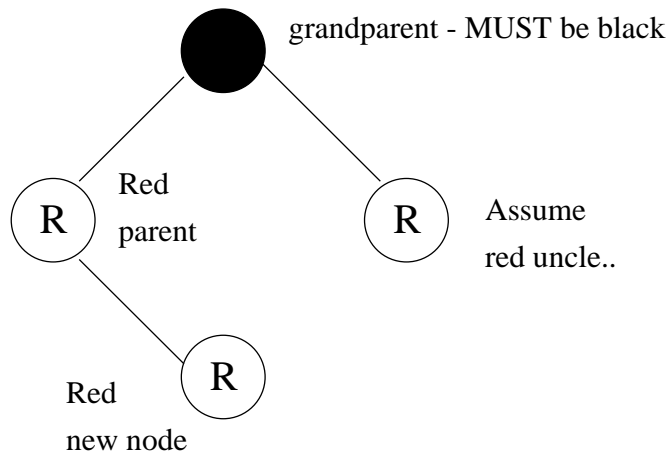 grandparent - MUST be black
Red
parent
R
R
Assume
red uncle..
R
Red
new node